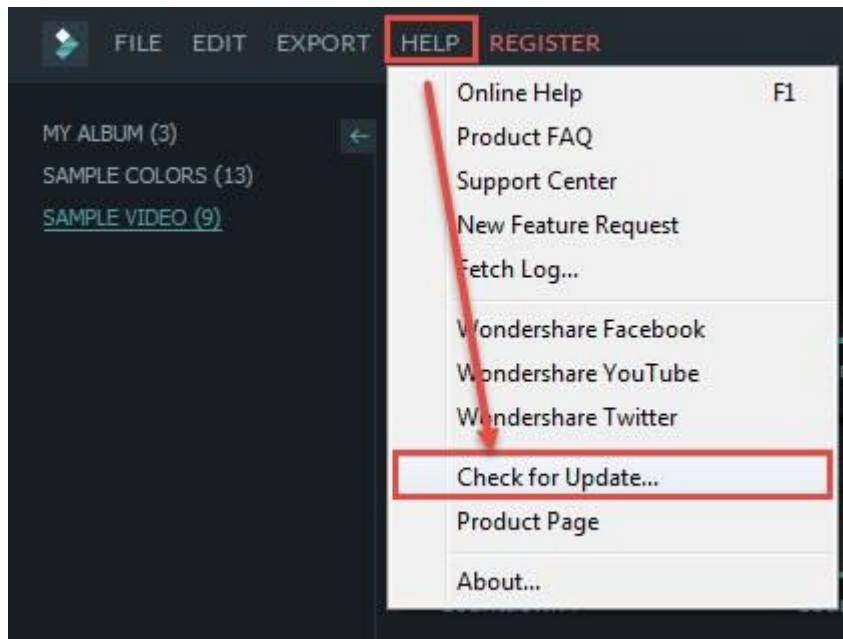 FILE EDIT EXPORT HELP REGISTER
MY ALBUM (3)
SAMPLE COLORS (13)
SAMPLE VIDEO (9)
Online Help F1
Product FAQ
Support Center
New Feature Request
Fetch Log...
Wondershare Facebook
Wondershare YouTube
Wondershare Twitter
Check for Update...
Product Page
About...